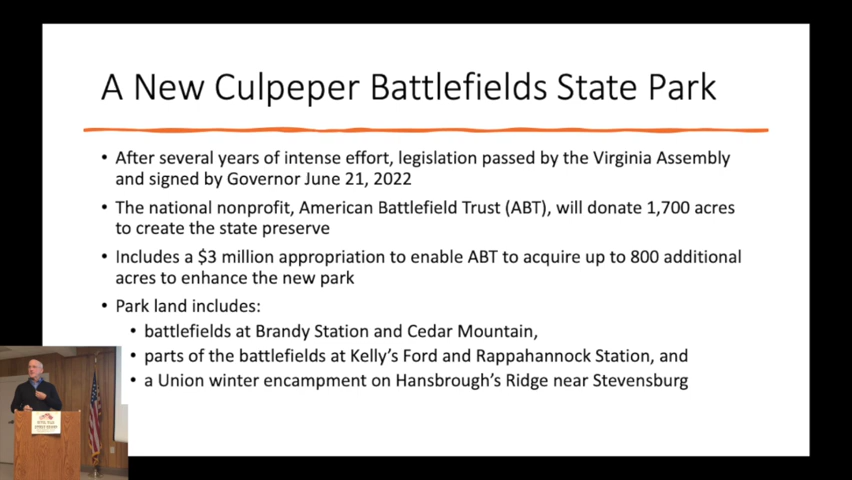 A New Culpeper Battlefields State Park
• After several years of intense effort, legislation passed by the Virginia Assembly
and signed by Governor June 21, 2022
• The national nonprofit, American Battlefield Trust (ABT), will donate 1,700 acres
to create the state preserve
• Includes a $3 million appropriation to enable ABT to acquire up to 800 additional
acres to enhance the new park
• Park land includes:
• battlefields at Brandy Station and Cedar Mountain,
• parts of the battlefields at Kelly's Ford and Rappahannock Station, and
• a Union winter encampment on Hansbrough's Ridge near Stevensburg